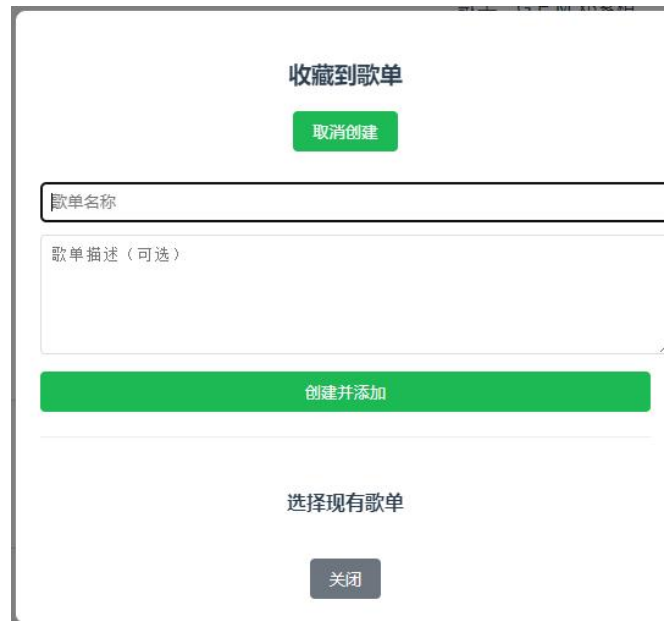 收藏到歌单
取消创建
歌单名称
歌单描述（可选）
创建并添加
选择现有歌单
关闭